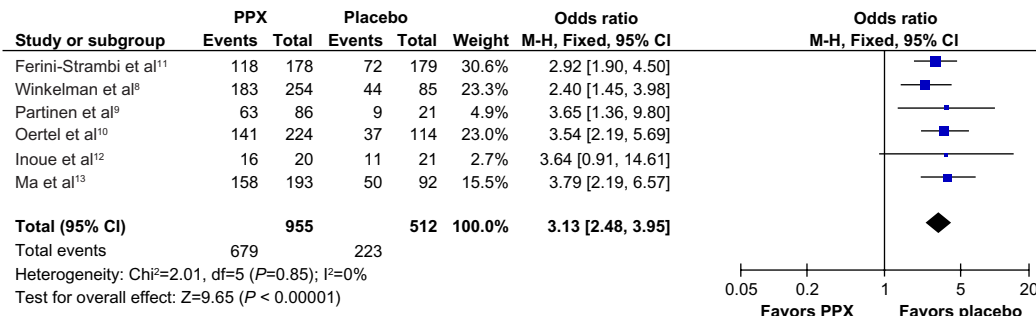 PPX Placebo Odds ratio Odds ratio
Study or subgroup Events Total Events Total Weight M-H, Fixed, 95% CI M-H, Fixed, 95% CI
Ferini-Strambi et al¹¹ 118 178 72 179 30.6% 2.92 [1.90, 4.50]
Winkelman et al⁸ 183 254 44 85 23.3% 2.40 [1.45, 3.98]
Partinen et al⁹ 63 86 9 21 4.9% 3.65 [1.36, 9.80]
Oertel et al¹⁰ 141 224 37 114 23.0% 3.54 [2.19, 5.69]
Inoue et al¹² 16 20 11 21 2.7% 3.64 [0.91, 14.61]
Ma et al¹³ 158 193 50 92 15.5% 3.79 [2.19, 6.57]
Total (95% CI) 955 512 100.0% 3.13 [2.48, 3.95]
Total events 679 223
Heterogeneity: Chi²=2.01, df=5 (P=0.85); I²=0%
Test for overall effect: Z=9.65 (P < 0.00001)
0.05 0.2 1 5 20
Favors PPX Favors placebo